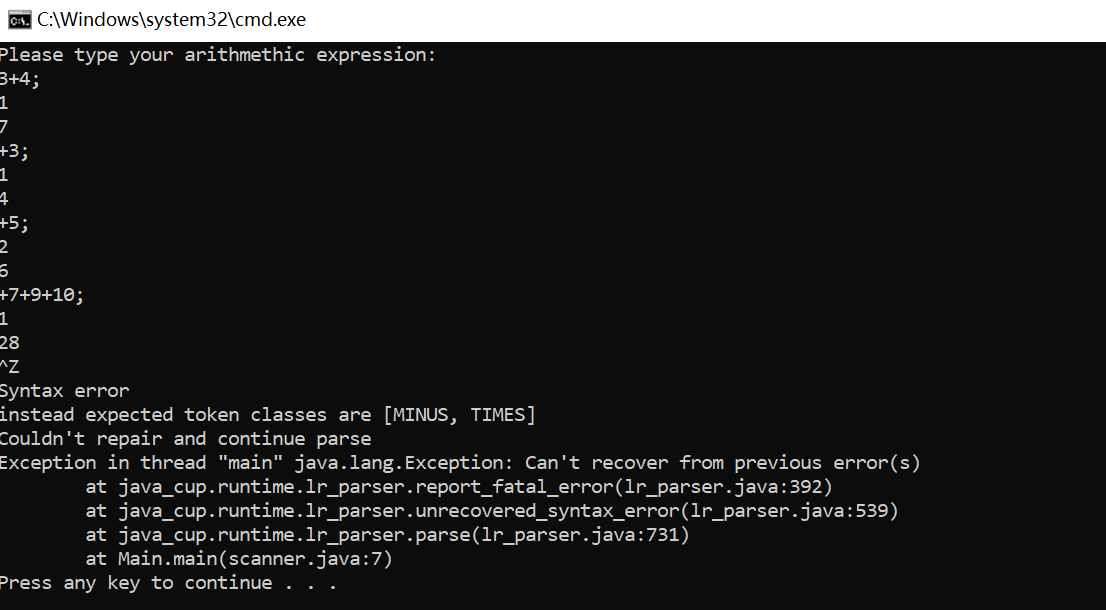 C:\Windows\system32\cmd.exe
Please type your arithmethic expression:
3+4;
1
7
+3;
1
4
+5;
2
6
+7+9+10;
1
28
^Z
Syntax error
instead expected token classes are [MINUS, TIMES]
Couldn't repair and continue parse
Exception in thread "main" java.lang.Exception: Can't recover from previous error(s)
        at java_cup.runtime.lr_parser.report_fatal_error(lr_parser.java:392)
        at java_cup.runtime.lr_parser.unrecovered_syntax_error(lr_parser.java:539)
        at java_cup.runtime.lr_parser.parse(lr_parser.java:731)
        at Main.main(scanner.java:7)
Press any key to continue . . .